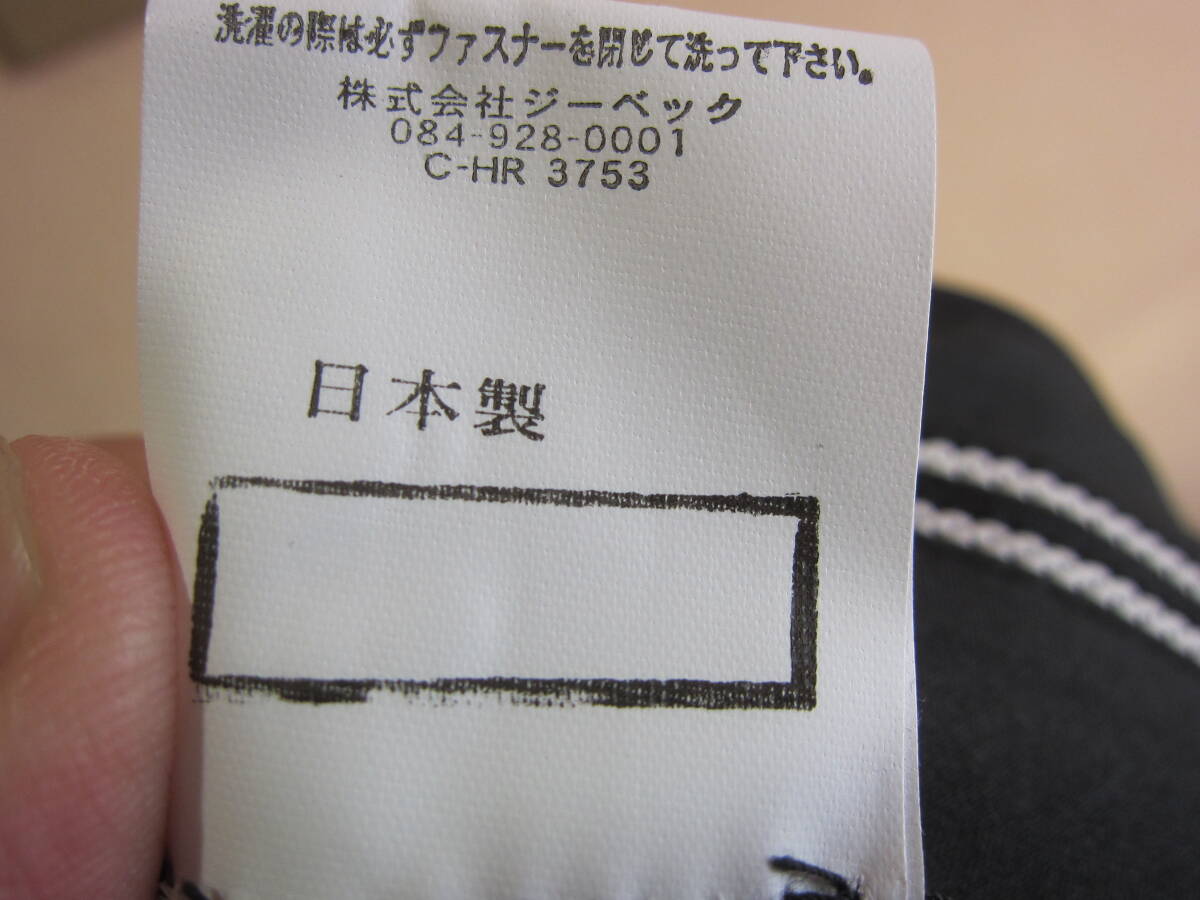 洗濯の際は必ずファスナーを閉じて洗って下さい。
株式会社ジーベック
084-928-0001
C-HR 3753
日本製